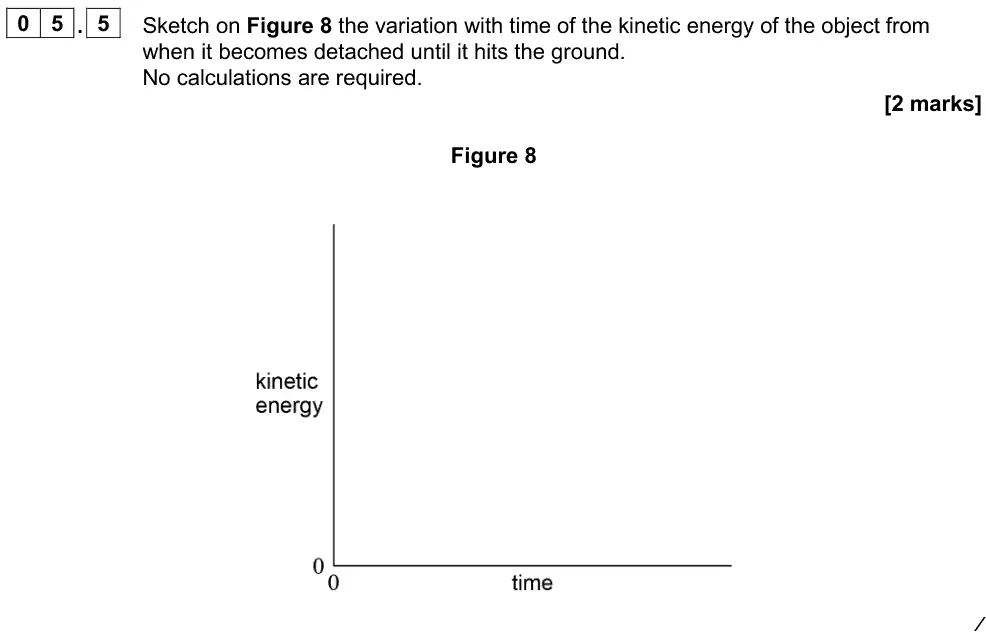 0 5 . 5 Sketch on Figure 8 the variation with time of the kinetic energy of the object from
when it becomes detached until it hits the ground.
No calculations are required.
[2 marks]
Figure 8
kinetic
energy
0
0 time